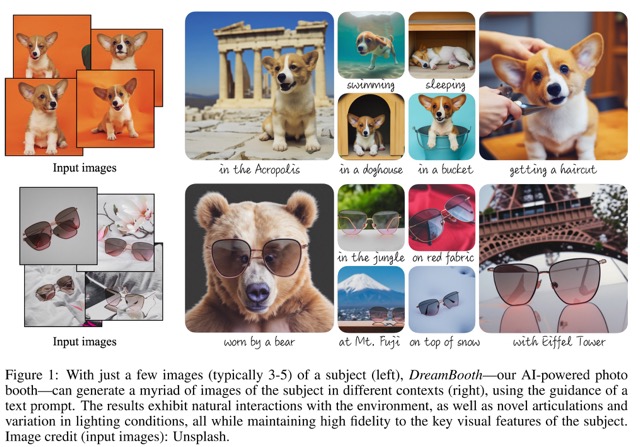 swimming
sleeping
Input images
in the Acropolis
in a doghouse
in a bucket
getting a haircut
in the jungle
on red fabric
Input images
worn by a bear
at Mt. Fuji
on top of snow
with Eiffel Tower
Figure 1: With just a few images (typically 3-5) of a subject (left), DreamBooth—our AI-powered photo
booth—can generate a myriad of images of the subject in different contexts (right), using the guidance of a
text prompt. The results exhibit natural interactions with the environment, as well as novel articulations and
variation in lighting conditions, all while maintaining high fidelity to the key visual features of the subject.
Image credit (input images): Unsplash.